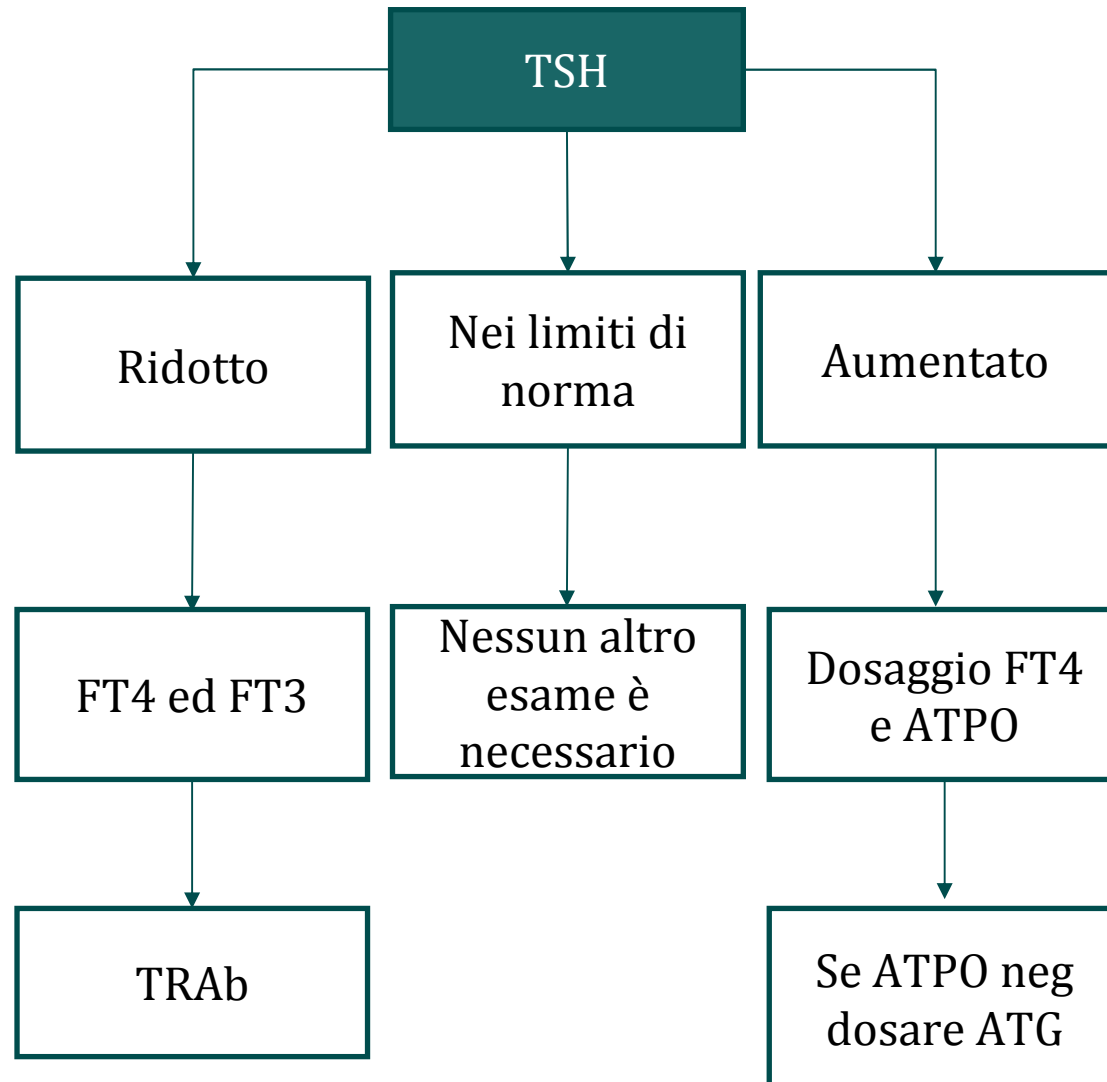 TSH
Ridotto
Nei limiti di
norma
Aumentato
FT4 ed FT3
Nessun altro
esame è
necessario
Dosaggio FT4
e ATPO
TRAb
Se ATPO neg
dosare ATG